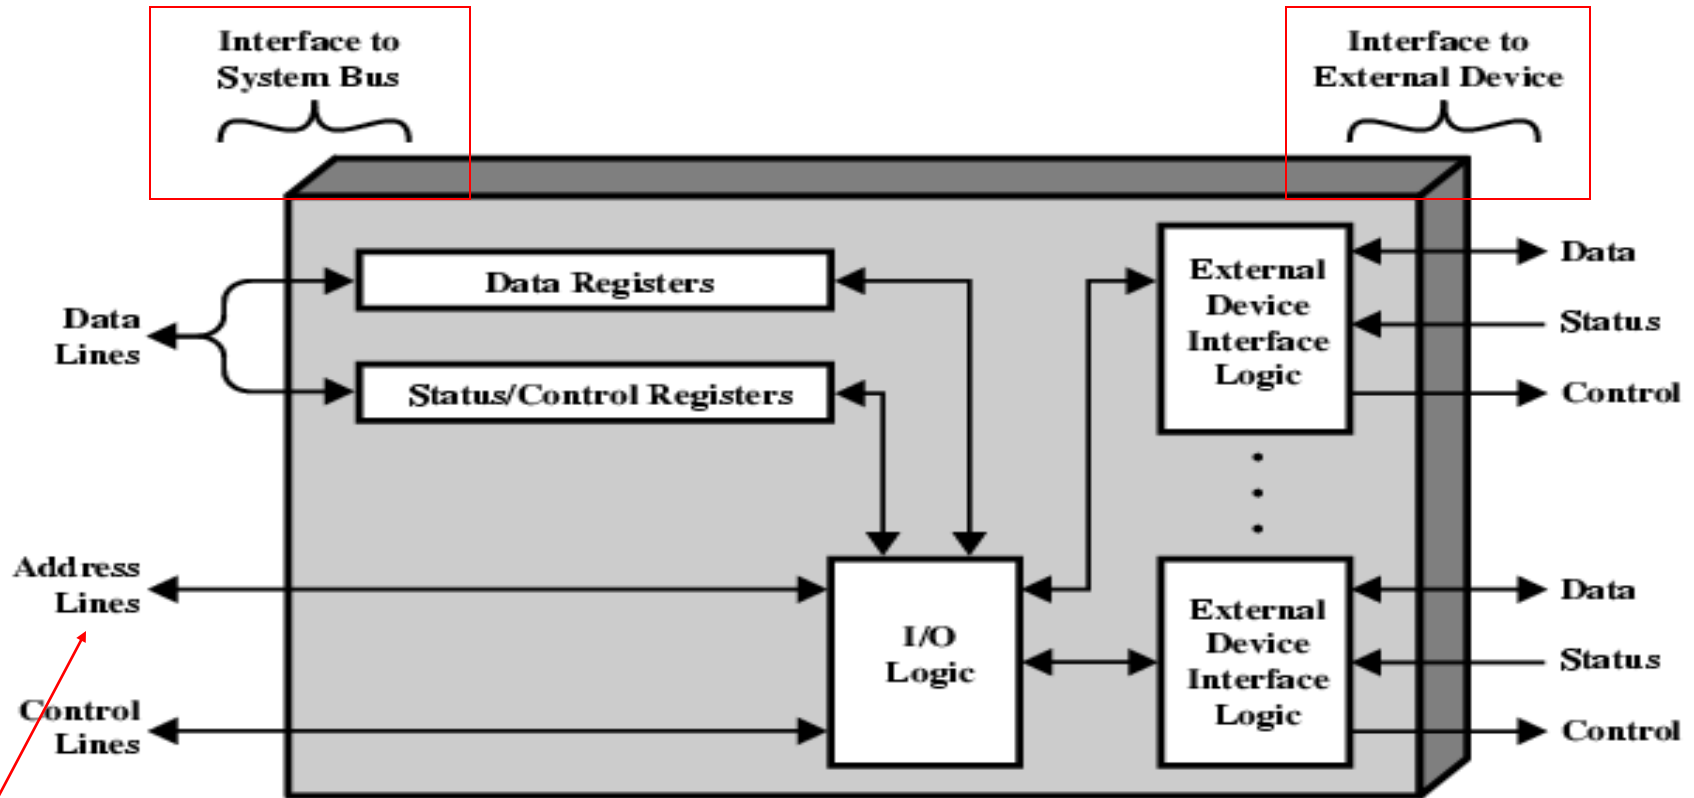 Interface to
System Bus
Interface to
External Device
Data
Lines
Data Registers
Status/Control Registers
External
Device
Interface
Logic
Data
Status
Control
Address
Lines
Control
Lines
I/O
Logic
External
Device
Interface
Logic
Data
Status
Control